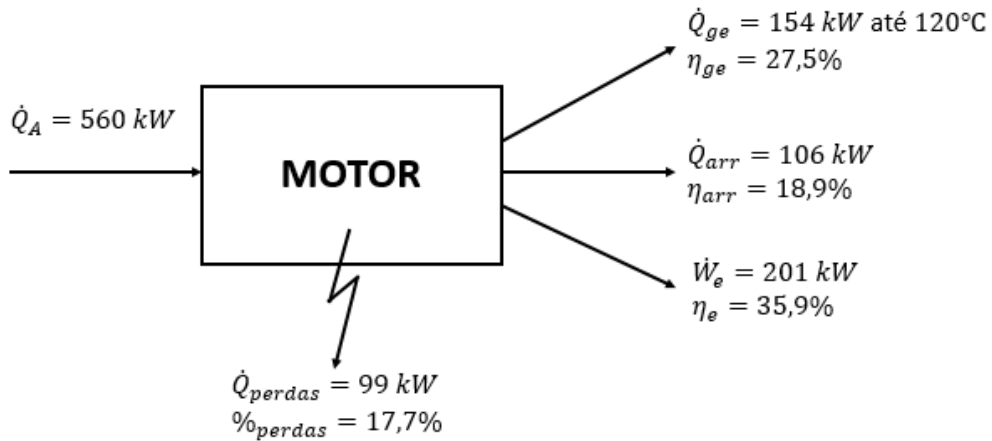 Q̇_A = 560 kW
MOTOR
Q̇_ge = 154 kW até 120°C
η_ge = 27,5%
Q̇_arr = 106 kW
η_arr = 18,9%
Ẇ_e = 201 kW
η_e = 35,9%
Q̇_perdas = 99 kW
%_perdas = 17,7%